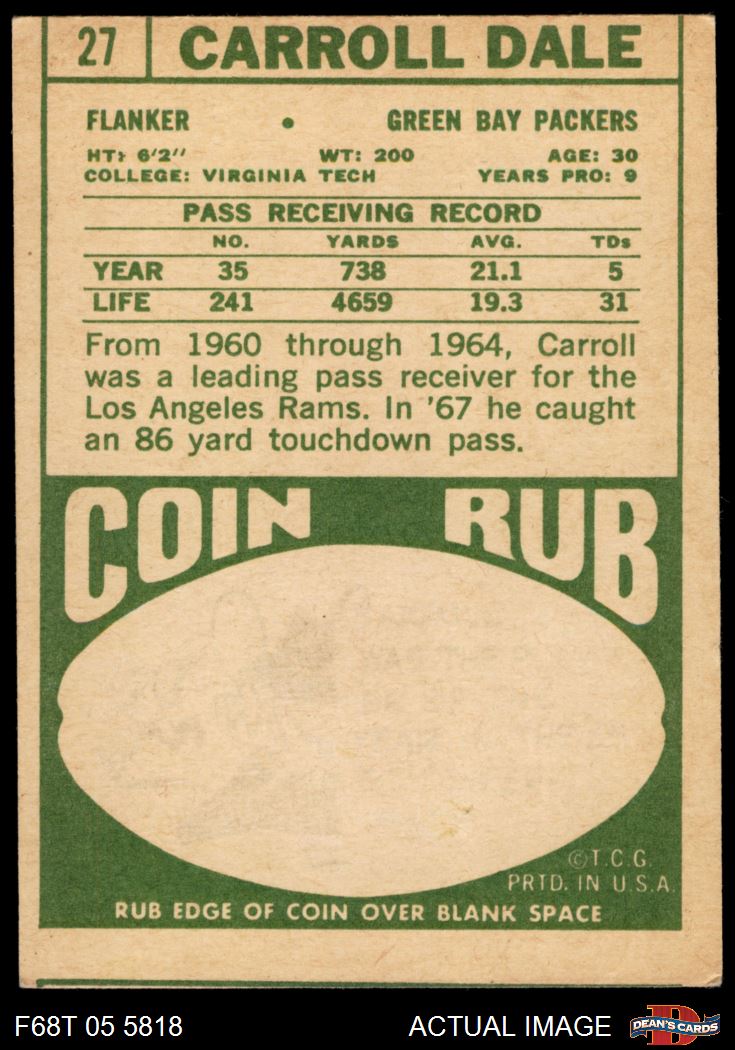 27 CARROLL DALE
FLANKER • GREEN BAY PACKERS
HT: 6'2" WT: 200 AGE: 30
COLLEGE: VIRGINIA TECH YEARS PRO: 9
PASS RECEIVING RECORD
NO. YARDS AVG. TDs
YEAR 35 738 21.1 5
LIFE 241 4659 19.3 31
From 1960 through 1964, Carroll
was a leading pass receiver for the
Los Angeles Rams. In '67 he caught
an 86 yard touchdown pass.
COIN RUB
©T.C.G.
PRTD. IN U.S.A.
RUB EDGE OF COIN OVER BLANK SPACE
F68T 05 5818 ACTUAL IMAGE DEAN'S CARDS